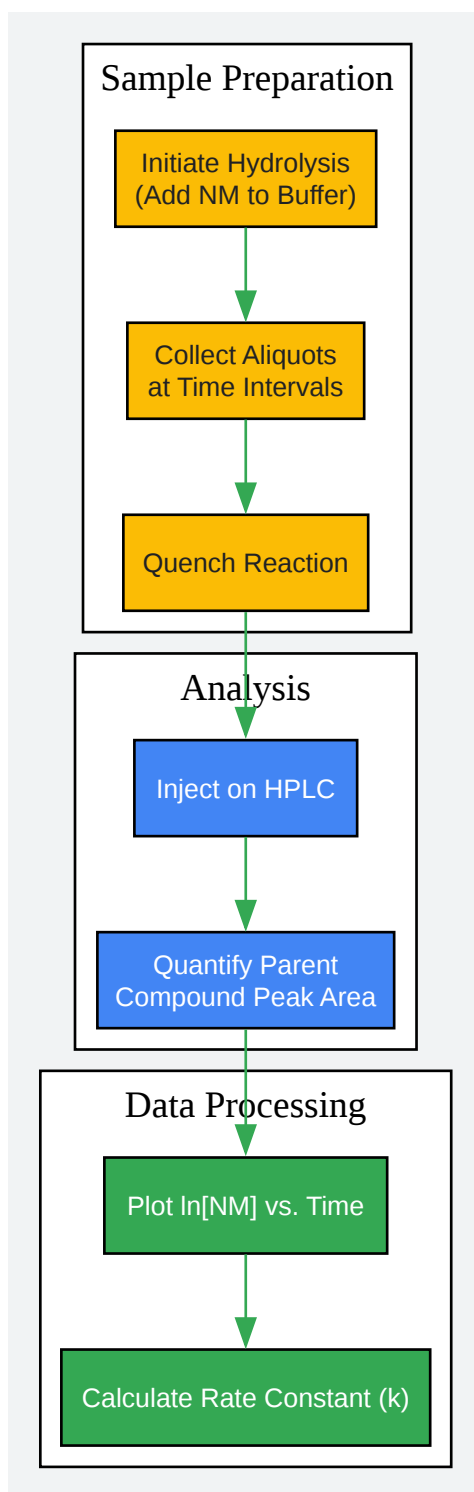 Sample Preparation
Initiate Hydrolysis
(Add NM to Buffer)
Collect Aliquots
at Time Intervals
Quench Reaction
Analysis
Inject on HPLC
Quantify Parent
Compound Peak Area
Data Processing
Plot ln[NM] vs. Time
Calculate Rate Constant (k)